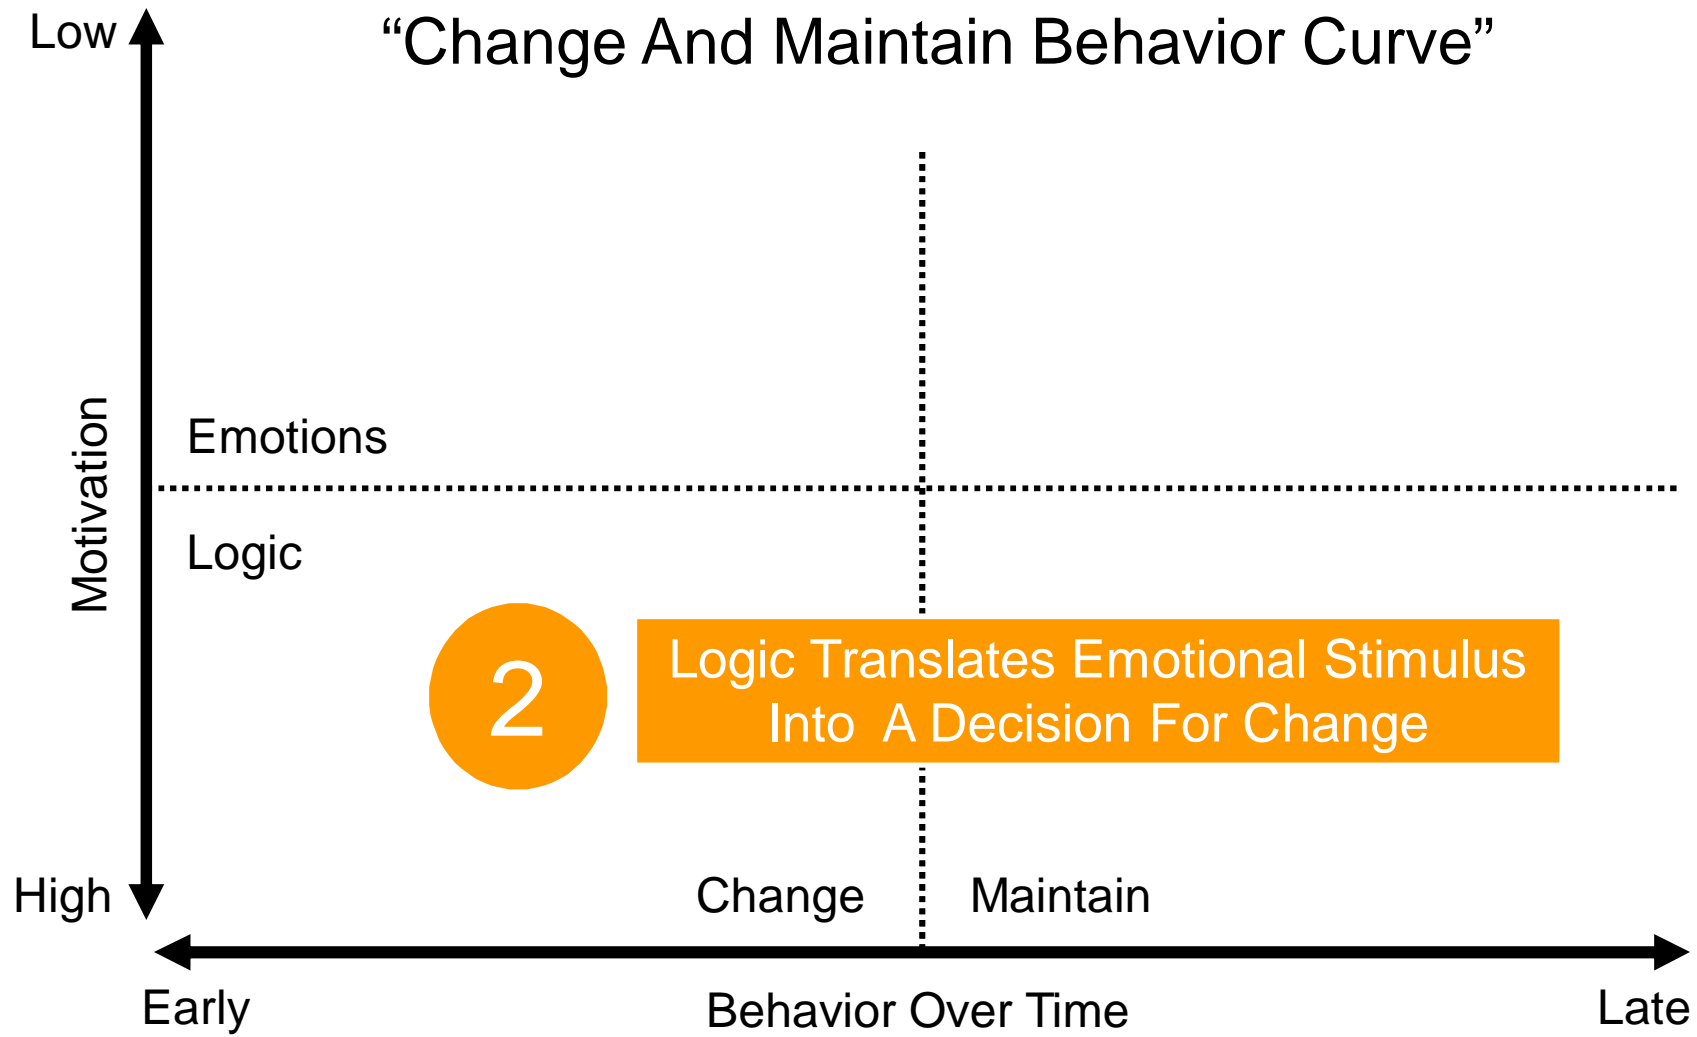 Low
“Change And Maintain Behavior Curve”
Motivation
Emotions
Logic
2
Logic Translates Emotional Stimulus
Into A Decision For Change
High
Change
Maintain
Early
Behavior Over Time
Late